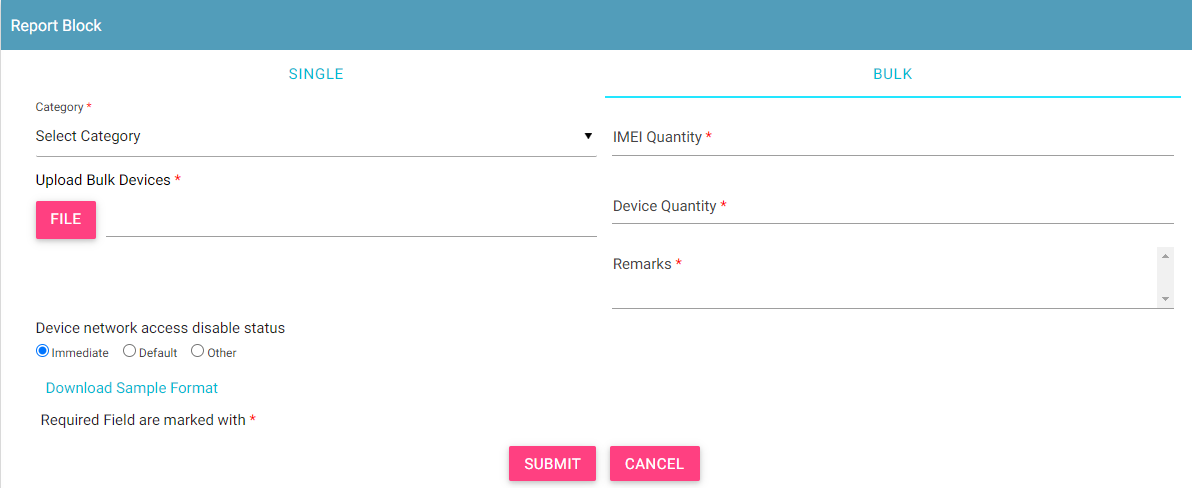 Report Block
SINGLE
BULK
Category *
Select Category
IMEI Quantity *
Upload Bulk Devices *
FILE
Device Quantity *
Remarks *
Device network access disable status
Immediate Default Other
Download Sample Format
Required Field are marked with *
SUBMIT CANCEL